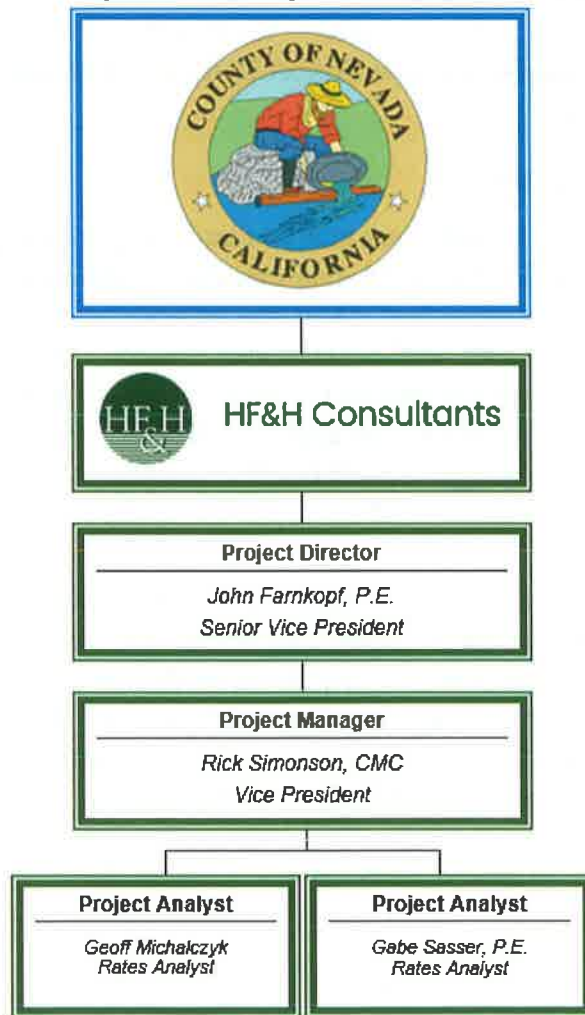 COUNTY OF NEVADA
CALIFORNIA
HF&H
HF&H Consultants
Project Director
John Farnkopf, P.E.
Senior Vice President
Project Manager
Rick Simonson, CMC
Vice President
Project Analyst
Geoff Michalczyk
Rates Analyst
Project Analyst
Gabe Sasser, P.E.
Rates Analyst